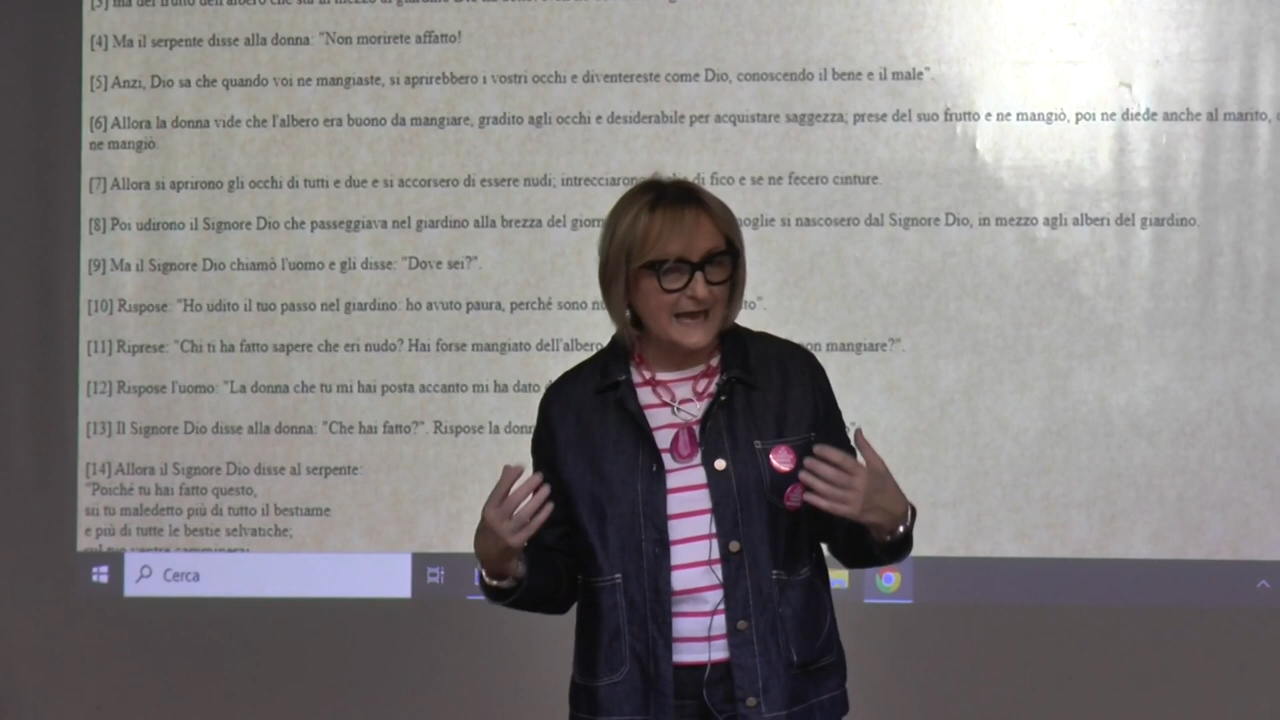 [4] Ma il serpente disse alla donna: "Non morirete affatto!
[5] Anzi, Dio sa che quando voi ne mangiaste, si aprirebbero i vostri occhi e diventereste come Dio, conoscendo il bene e il male".
[6] Allora la donna vide che l'albero era buono da mangiare, gradito agli occhi e desiderabile per acquistare saggezza; prese del suo frutto e ne mangiò, poi ne diede anche al marito,
ne mangiò.
[7] Allora si aprirono gli occhi di tutti e due e si accorsero di essere nudi; intrecciarono di fico e se ne fecero cinture.
[8] Poi udirono il Signore Dio che passeggiava nel giardino alla brezza del giorn moglie si nascosero dal Signore Dio, in mezzo agli alberi del giardino.
[9] Ma il Signore Dio chiamò l'uomo e gli disse: "Dove sei?".
[10] Rispose: "Ho udito il tuo passo nel giardino: ho avuto paura, perché sono nu to".
[11] Riprese: "Chi ti ha fatto sapere che eri nudo? Hai forse mangiato dell'albero non mangiare?".
[12] Rispose l'uomo: "La donna che tu mi hai posta accanto mi ha dato
[13] Il Signore Dio disse alla donna: "Che hai fatto?". Rispose la donn
[14] Allora il Signore Dio disse al serpente:
"Poiché tu hai fatto questo,
sii tu maledetto più di tutto il bestiame
e più di tutte le bestie selvatiche;
Cerca